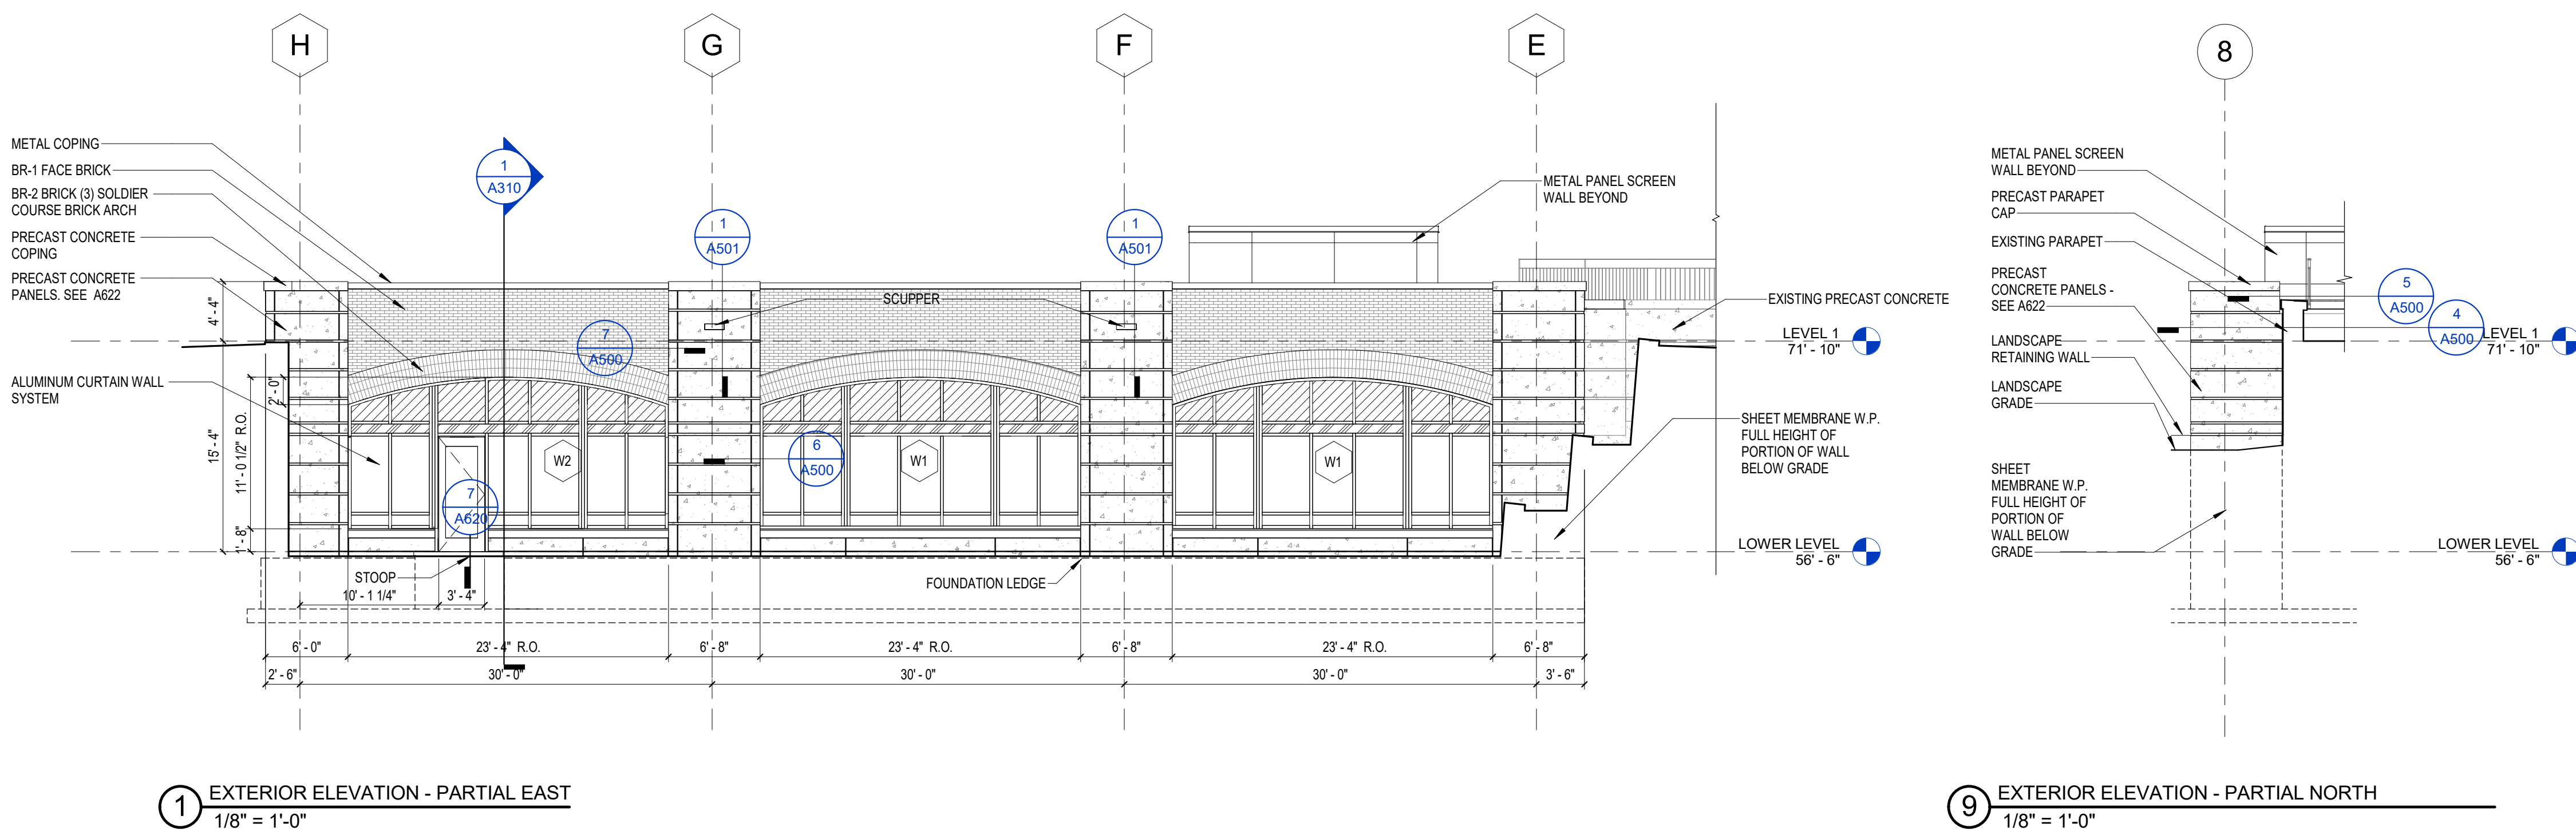 H
G
F
E
8
METAL COPING
BR-1 FACE BRICK
BR-2 BRICK (3) SOLDIER
COURSE BRICK ARCH
PRECAST CONCRETE
COPING
PRECAST CONCRETE
PANELS. SEE A622
ALUMINUM CURTAIN WALL
SYSTEM
1
A310
1
A501
1
A501
METAL PANEL SCREEN
WALL BEYOND
SCUPPER
7
A500
EXISTING PRECAST CONCRETE
LEVEL 1
71' - 10"
4' - 4"
15' - 4"
2' - 0"
11' - 0 1/2" R.O.
1' - 8"
W2
6
A500
W1
W1
7
A620
SHEET MEMBRANE W.P.
FULL HEIGHT OF
PORTION OF WALL
BELOW GRADE
LOWER LEVEL
56' - 6"
STOOP
FOUNDATION LEDGE
10' - 1 1/4"
3' - 4"
6' - 0"
23' - 4" R.O.
6' - 8"
23' - 4" R.O.
6' - 8"
23' - 4" R.O.
6' - 8"
2' - 6"
30' - 0"
30' - 0"
30' - 0"
3' - 6"
1
EXTERIOR ELEVATION - PARTIAL EAST
1/8" = 1'-0"
METAL PANEL SCREEN
WALL BEYOND
PRECAST PARAPET
CAP
EXISTING PARAPET
PRECAST
CONCRETE PANELS -
SEE A622
LANDSCAPE
RETAINING WALL
LANDSCAPE
GRADE
SHEET
MEMBRANE W.P.
FULL HEIGHT OF
PORTION OF
WALL BELOW
GRADE
5
A500
4
A500
LEVEL 1
71' - 10"
LOWER LEVEL
56' - 6"
9
EXTERIOR ELEVATION - PARTIAL NORTH
1/8" = 1'-0"